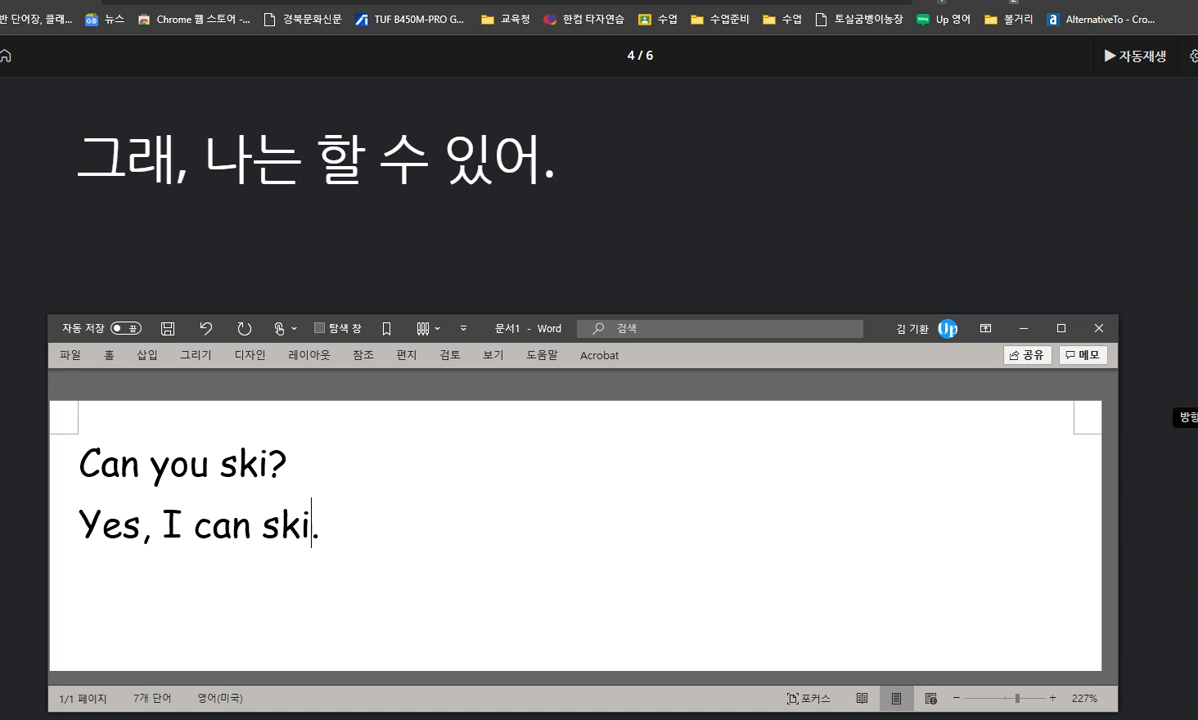 반 단어장, 클래... 뉴스 Chrome 웹 스토어 -... 경북문화신문 TUF B450M-PRO G... 교육청 한컴 타자연습 수업 수업준비 수업 토실굼벵이농장 Up 영어 볼거리 AlternativeTo - Cro...
4 / 6 자동재생
그래, 나는 할 수 있어.
자동 저장 끔 탐색 창 문서1 - Word 검색 김 기환 Up
파일 홈 삽입 그리기 디자인 레이아웃 참조 편지 검토 보기 도움말 Acrobat 공유 메모
방향
Can you ski?
Yes, I can ski.
1/1 페이지 7개 단어 영어(미국) 포커스 227%